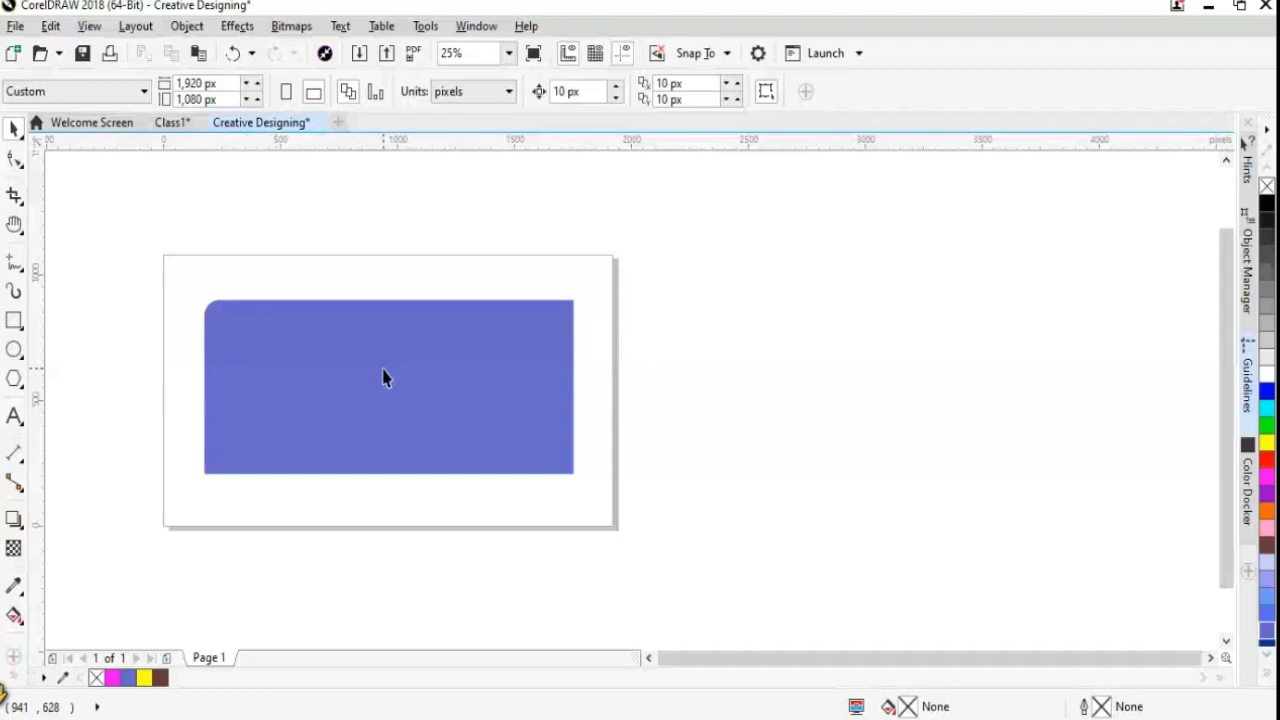 CorelDRAW 2018 (64-Bit) - Creative Designing*
File Edit View Layout Object Effects Bitmaps Text Table Tools Window Help
PDF 25% Snap To Launch
Custom 1,920 px 1,080 px Units: pixels 10 px 10 px 10 px
Welcome Screen Class1* Creative Designing*
0 500 1000 1500 2000 2500 3000 3500 4000 pixels
Hints
Object Manager
Guidelines
Color Docker
1 of 1 Page 1
(941 , 628 ) None None